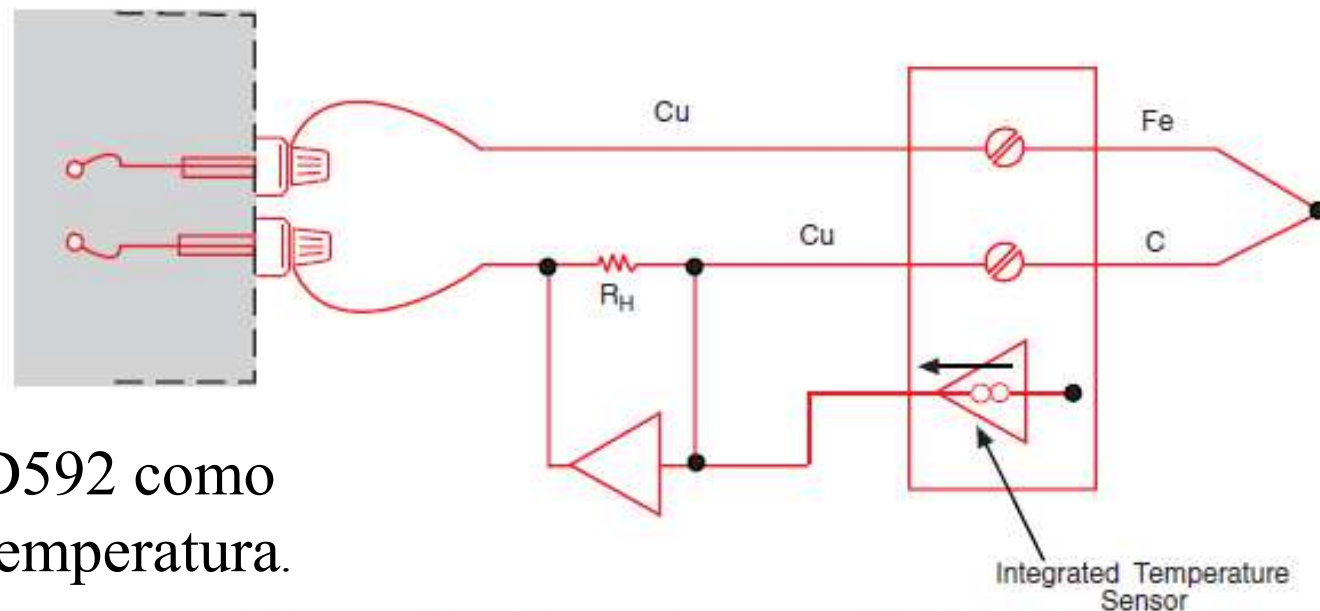 Cu
Fe
Cu
C
RH
D592 como
emperatura.
Integrated Temperature
Sensor